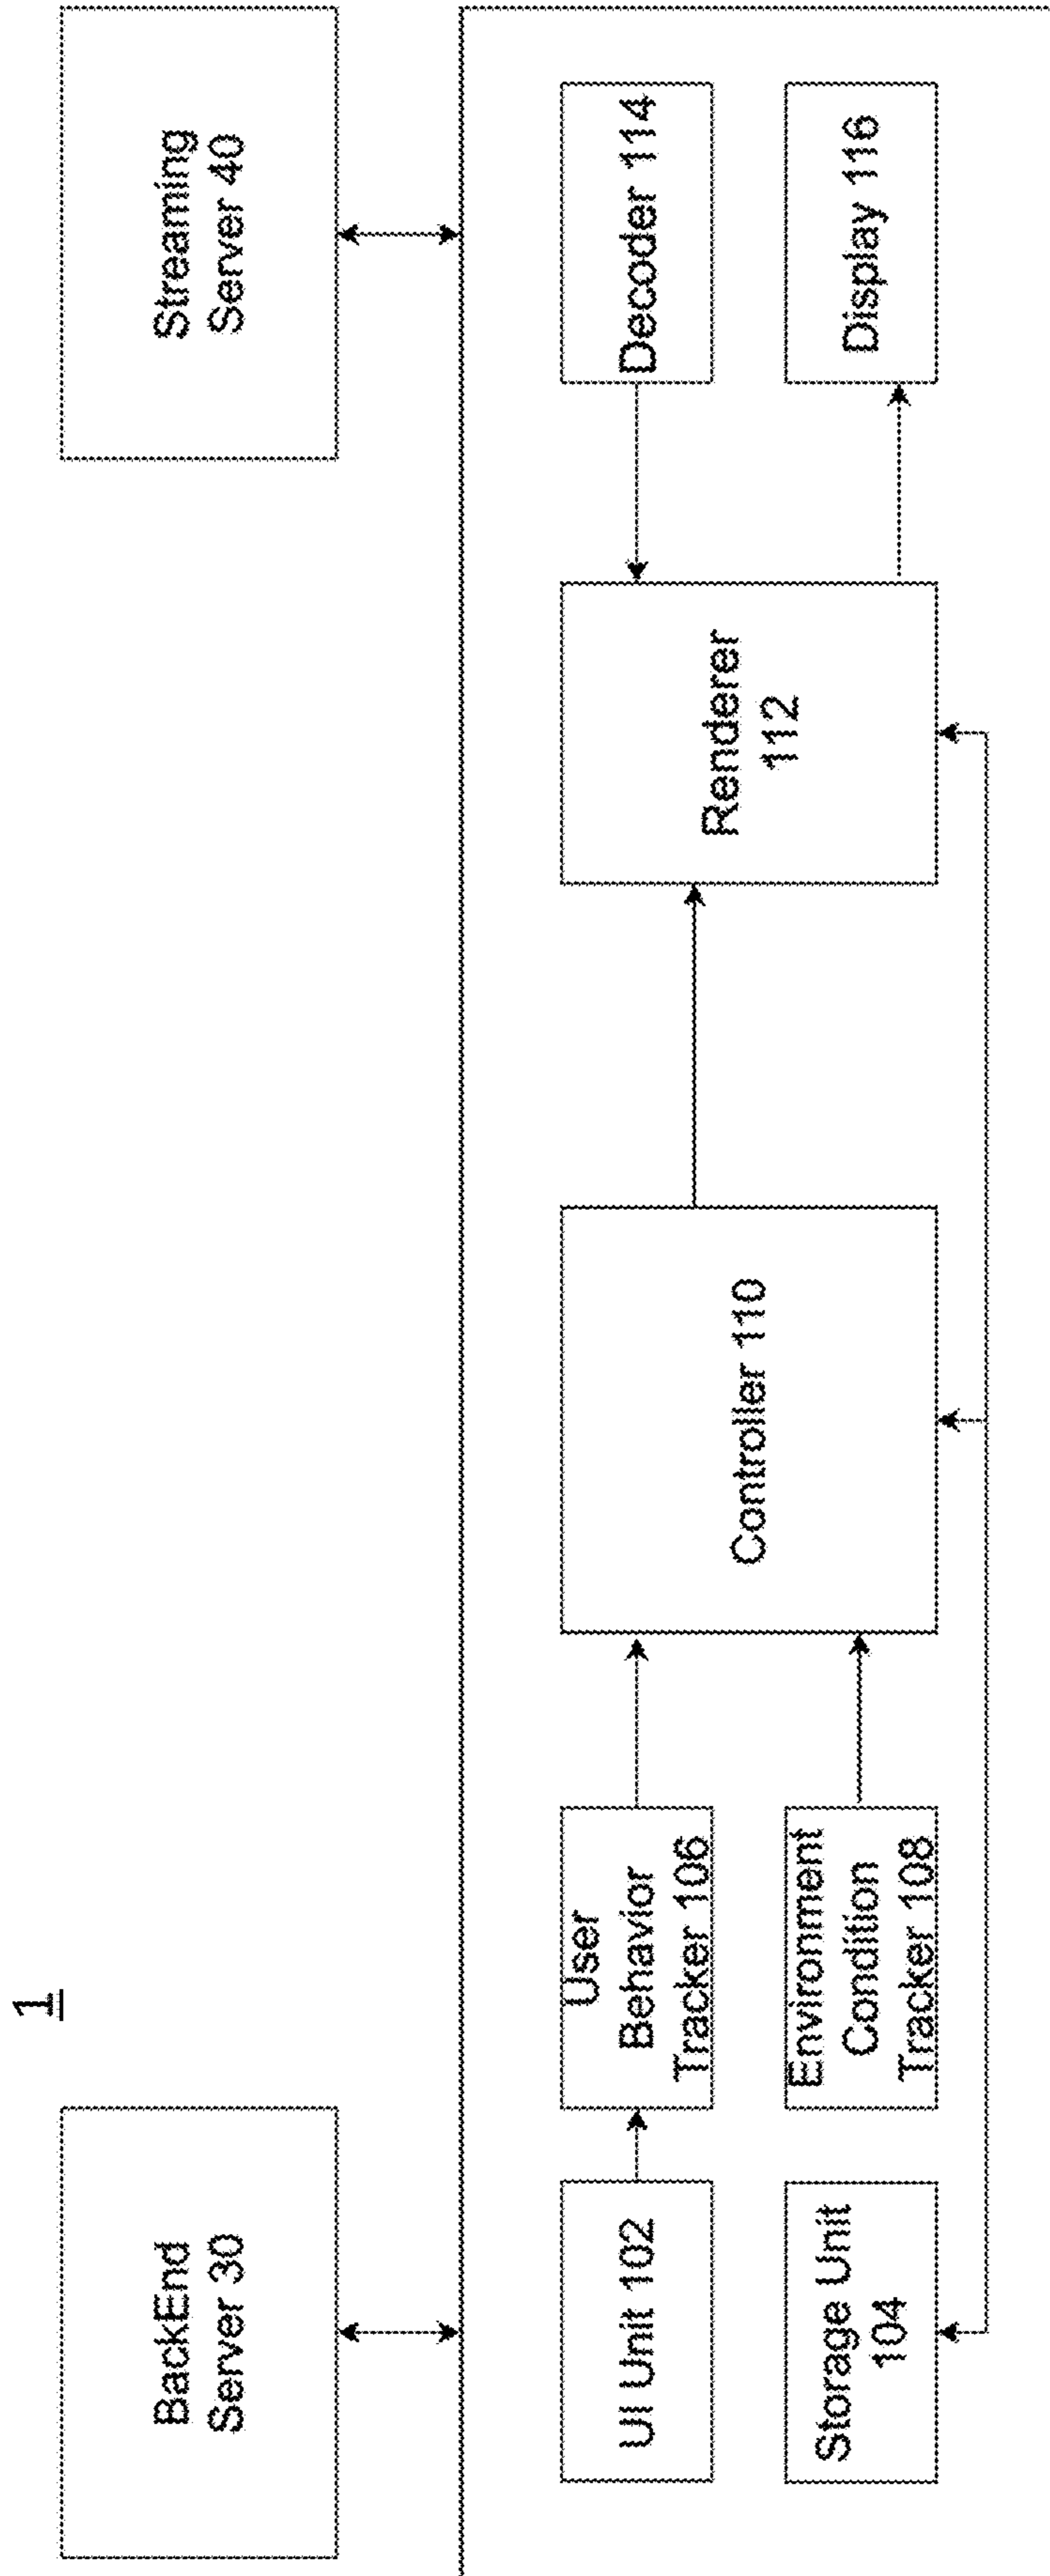 1
BackEnd
Server 30
Streaming
Server 40
UI Unit 102
User
Behavior
Tracker 106
Controller 110
Renderer
112
Decoder 114
Storage Unit
104
Environment
Condition
Tracker 108
Display 116